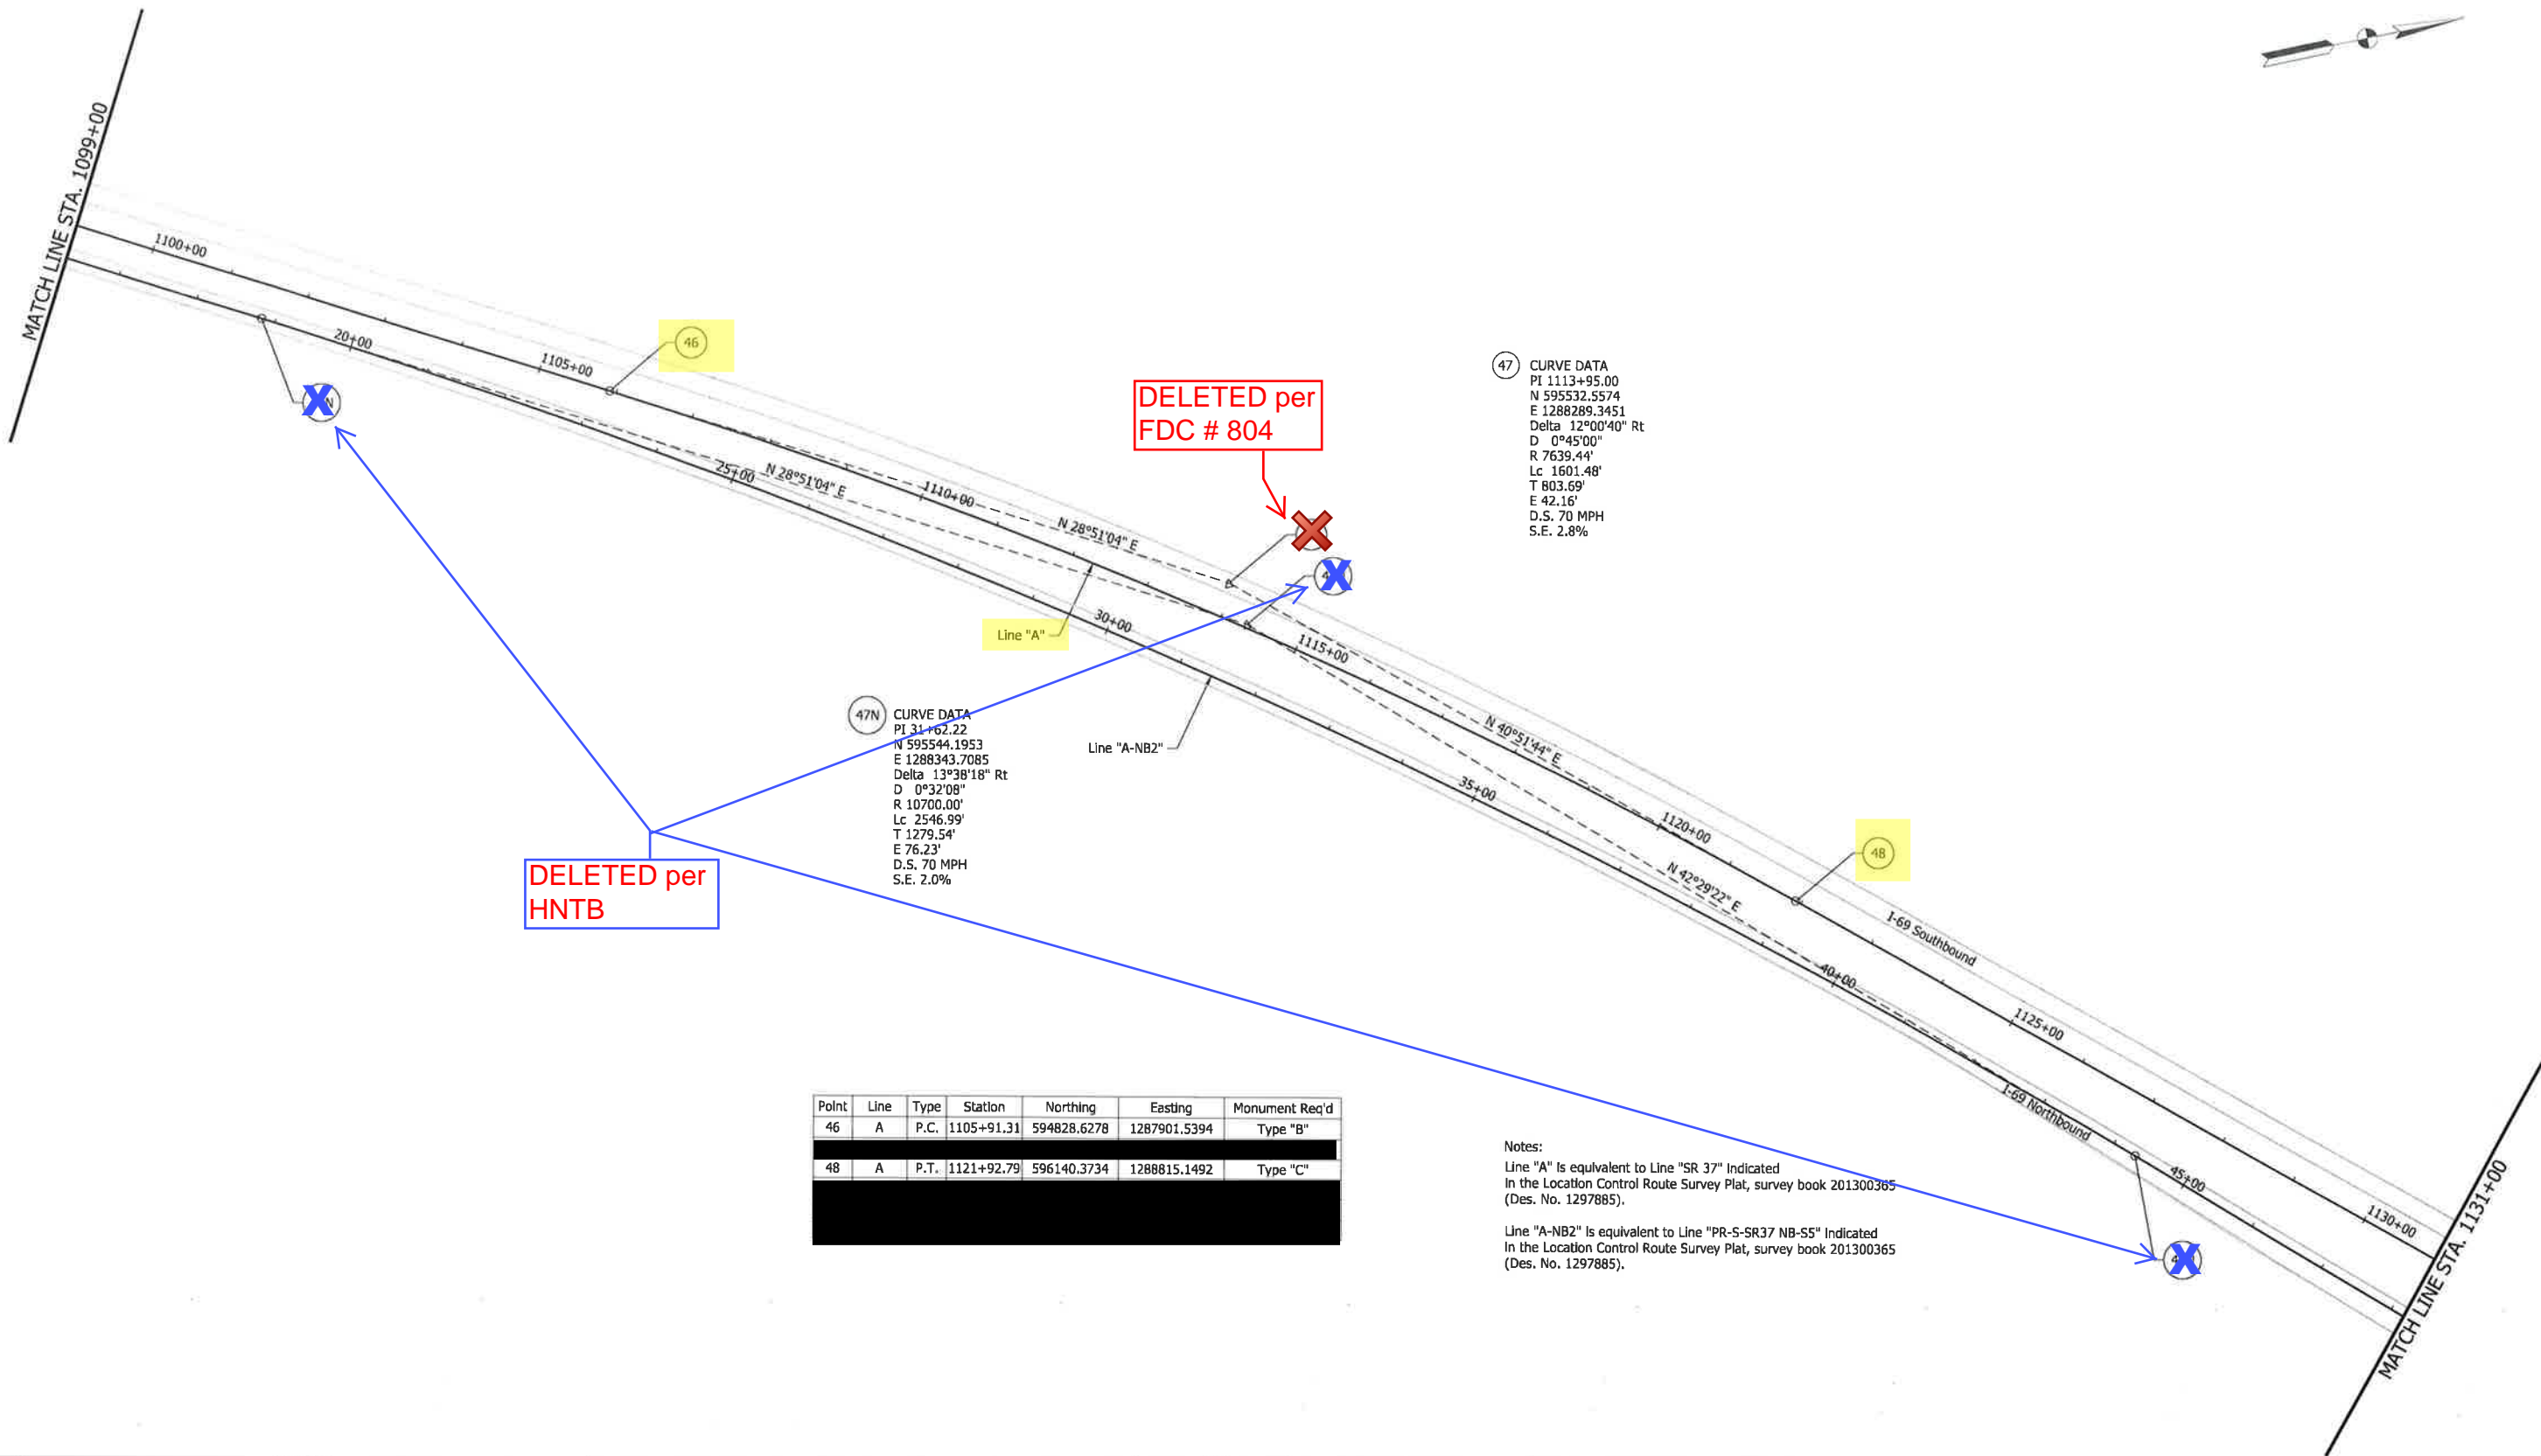 MATCH LINE STA. 1099+00
1100+00
20+00
1105+00
46
DELETED per
FDC # 804
25+00
N 28°51'04" E
1110+00
N 28°51'04" E
47 CURVE DATA
PI 1113+95.00
N 595532.5574
E 1288289.3451
Delta 12°00'40" Rt
D 0°45'00"
R 7639.44'
Lc 1601.48'
T 803.69'
E 42.16'
D.S. 70 MPH
S.E. 2.8%
Line "A"
30+00
1115+00
47N CURVE DATA
PI 31+62.22
N 595544.1953
E 1288343.7085
Delta 13°38'18" Rt
D 0°32'08"
R 10700.00'
Lc 2546.99'
T 1279.54'
E 76.23'
D.S. 70 MPH
S.E. 2.0%
Line "A-NB2"
N 40°51'44" E
35+00
1120+00
48
N 42°29'22" E
I-69 Southbound
DELETED per
HNTB
40+00
1125+00
I-69 Northbound
45+00
1130+00
MATCH LINE STA. 1131+00
Point Line Type Station Northing Easting Monument Req'd
46 A P.C. 1105+91.31 594828.6278 1287901.5394 Type "B"
48 A P.T. 1121+92.79 596140.3734 1288815.1492 Type "C"
Notes:
Line "A" is equivalent to Line "SR 37" Indicated
in the Location Control Route Survey Plat, survey book 201300365
(Des. No. 1297885).
Line "A-NB2" is equivalent to Line "PR-S-SR37 NB-S5" Indicated
in the Location Control Route Survey Plat, survey book 201300365
(Des. No. 1297885).